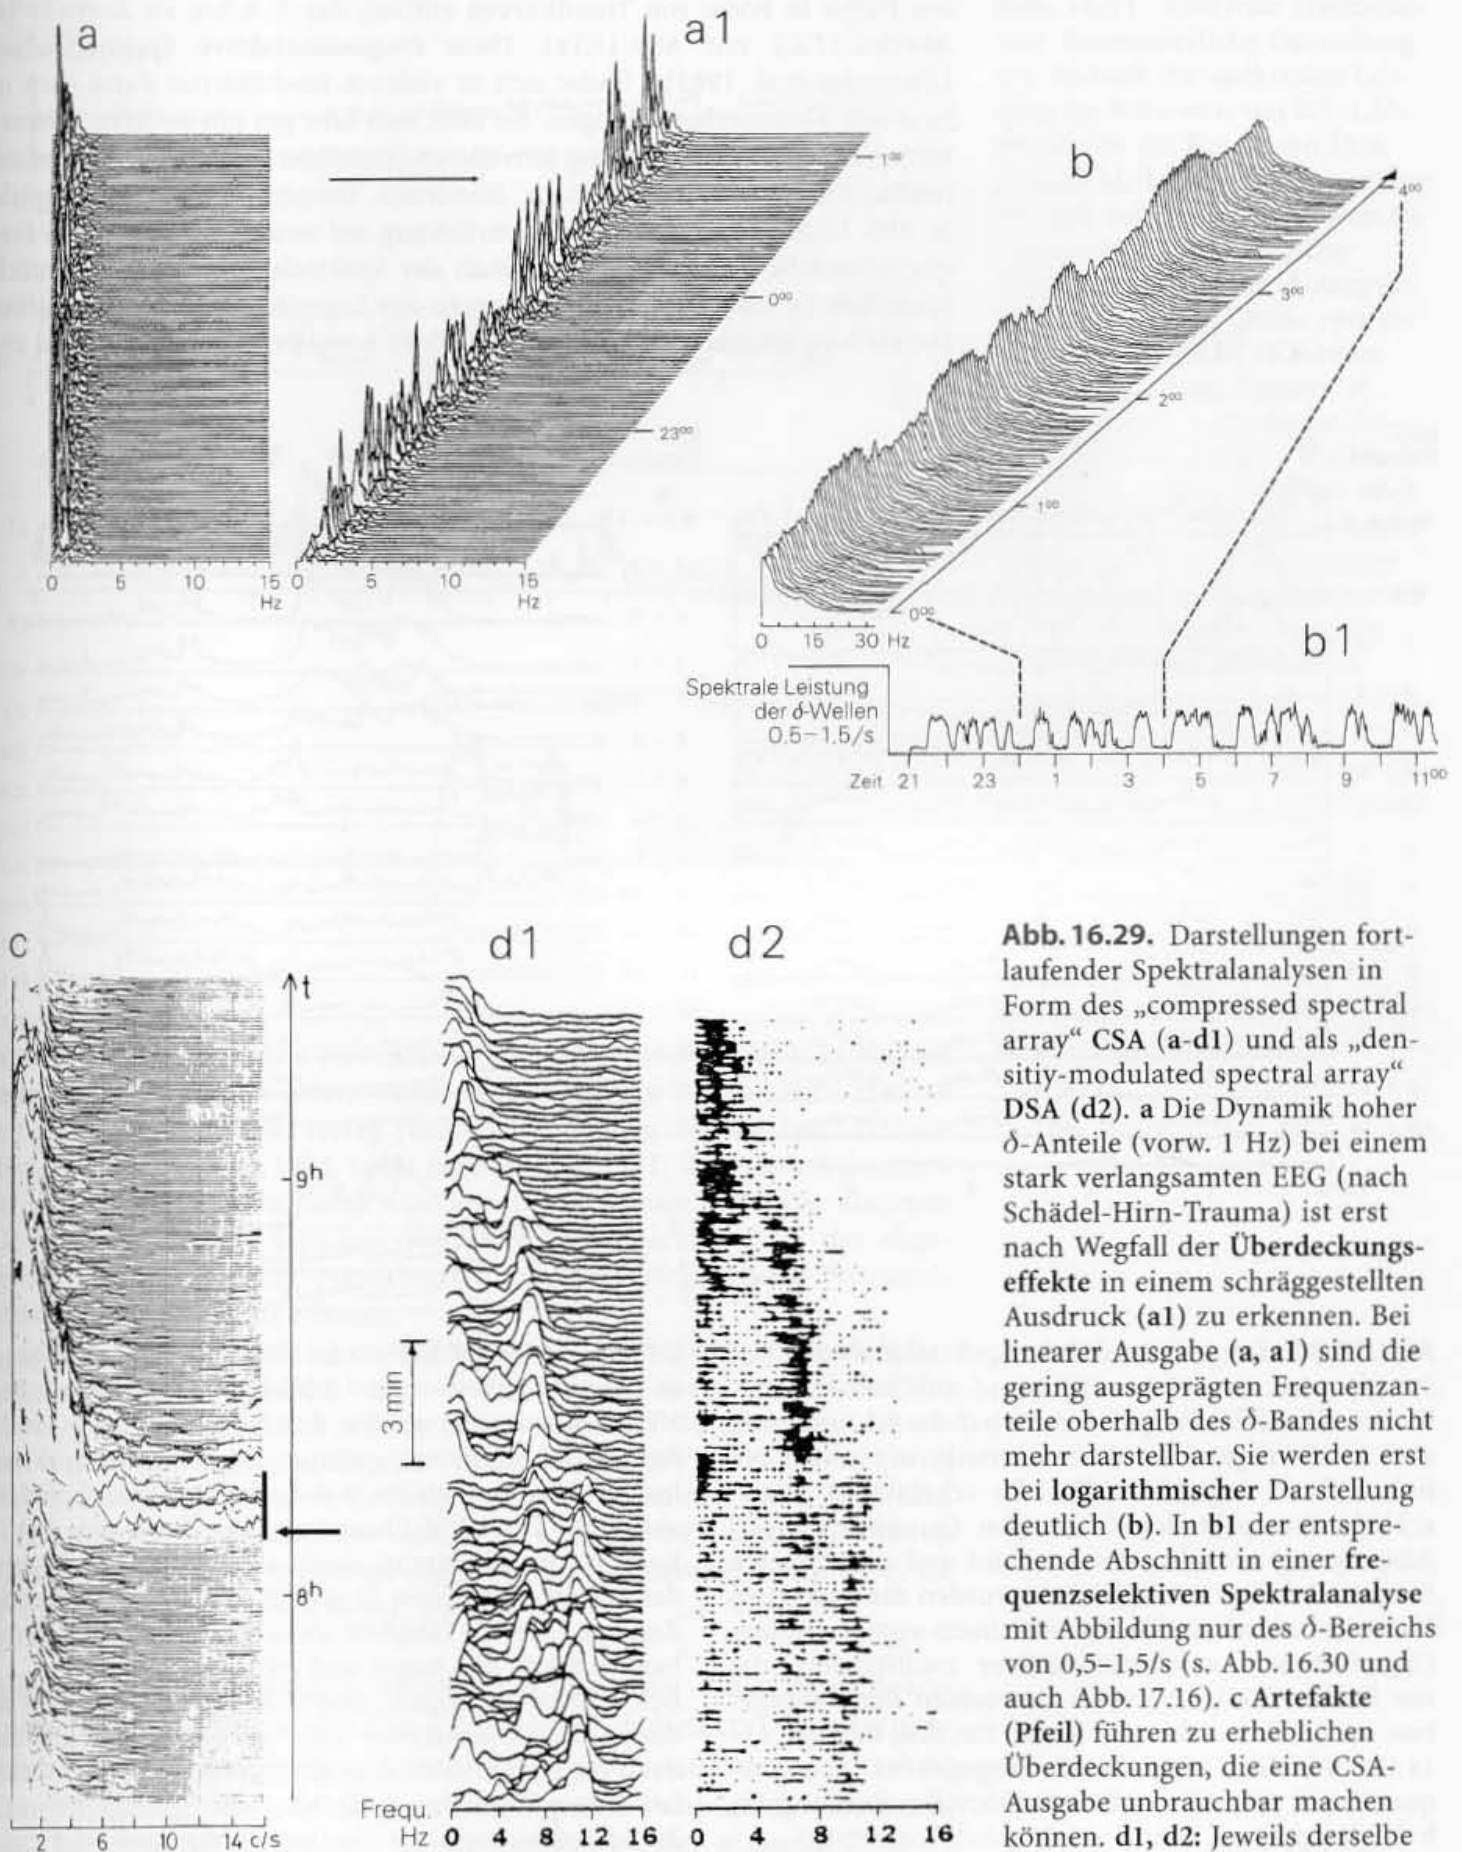 a
a1
1⁰⁰
0⁰⁰
23⁰⁰
0 5 10 15
Hz
0 5 10 15
Hz
b
4⁰⁰
3⁰⁰
2⁰⁰
1⁰⁰
0⁰⁰
0 15 30 Hz
b1
Spektrale Leistung
der δ-Wellen
0.5–1.5/s
Zeit 21 23 1 3 5 7 9 11⁰⁰
c
t
9ʰ
8ʰ
2 6 10 14 c/s
d1
3 min
Frequ.
Hz 0 4 8 12 16
d2
0 4 8 12 16
Abb. 16.29. Darstellungen fort-
laufender Spektralanalysen in
Form des „compressed spectral
array“ CSA (a-d1) und als „den-
sitiy-modulated spectral array“
DSA (d2). a Die Dynamik hoher
δ-Anteile (vorw. 1 Hz) bei einem
stark verlangsamten EEG (nach
Schädel-Hirn-Trauma) ist erst
nach Wegfall der Überdeckungs-
effekte in einem schräggestellten
Ausdruck (a1) zu erkennen. Bei
linearer Ausgabe (a, a1) sind die
gering ausgeprägten Frequenzan-
teile oberhalb des δ-Bandes nicht
mehr darstellbar. Sie werden erst
bei logarithmischer Darstellung
deutlich (b). In b1 der entspre-
chende Abschnitt in einer fre-
quenzselektiven Spektralanalyse
mit Abbildung nur des δ-Bereichs
von 0,5–1,5/s (s. Abb. 16.30 und
auch Abb. 17.16). c Artefakte
(Pfeil) führen zu erheblichen
Überdeckungen, die eine CSA-
Ausgabe unbrauchbar machen
können. d1, d2: Jeweils derselbe